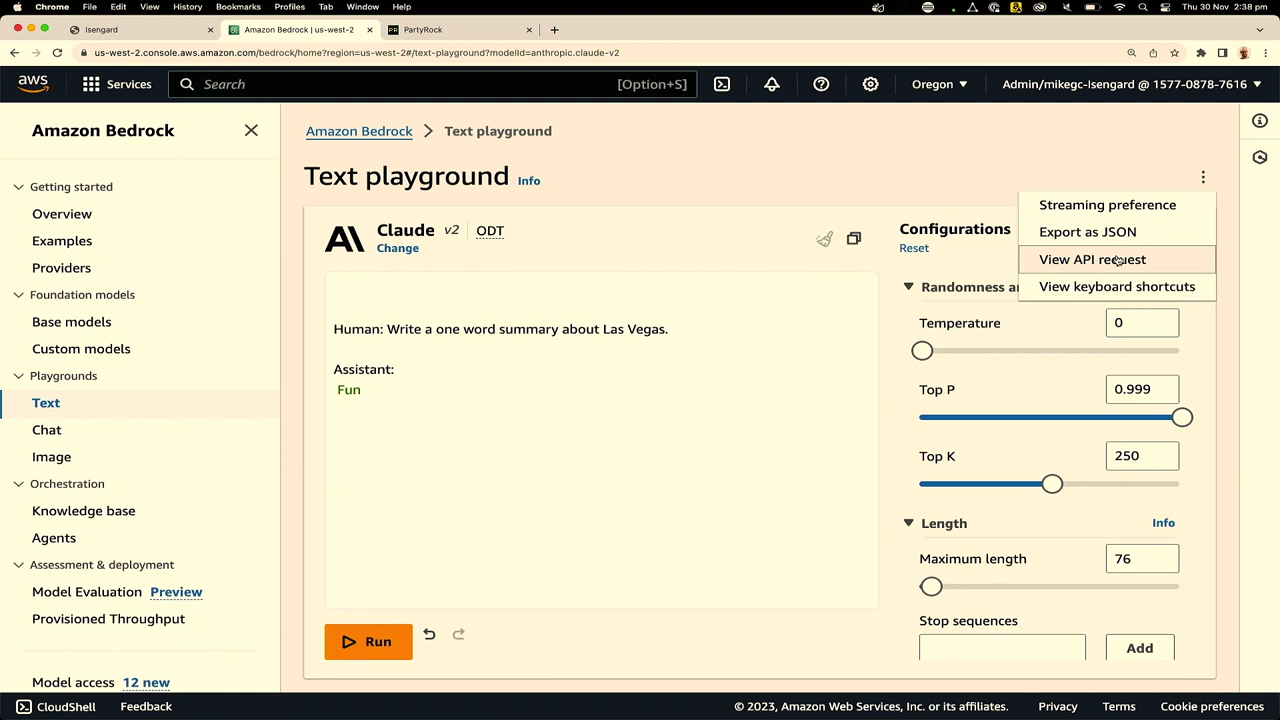 Chrome File Edit View History Bookmarks Profiles Tab Window Help Thu 30 Nov 2:38 pm
Isengard Amazon Bedrock | us-west-2 PartyRock
us-west-2.console.aws.amazon.com/bedrock/home?region=us-west-2#/text-playground?modelId=anthropic.claude-v2
aws Services Search [Option+S] Oregon Admin/mikegc-Isengard @ 1577-0878-7616
Amazon Bedrock
Getting started
Overview
Examples
Providers
Foundation models
Base models
Custom models
Playgrounds
Text
Chat
Image
Orchestration
Knowledge base
Agents
Assessment & deployment
Model Evaluation Preview
Provisioned Throughput
Model access 12 new
Amazon Bedrock > Text playground
Text playground Info
Streaming preference
Export as JSON
View API request
View keyboard shortcuts
Claude v2 ODT
Change
Human: Write a one word summary about Las Vegas.
Assistant:
Fun
Run
Configurations
Reset
Randomness a
Temperature 0
Top P 0.999
Top K 250
Length Info
Maximum length 76
Stop sequences
Add
CloudShell Feedback © 2023, Amazon Web Services, Inc. or its affiliates. Privacy Terms Cookie preferences